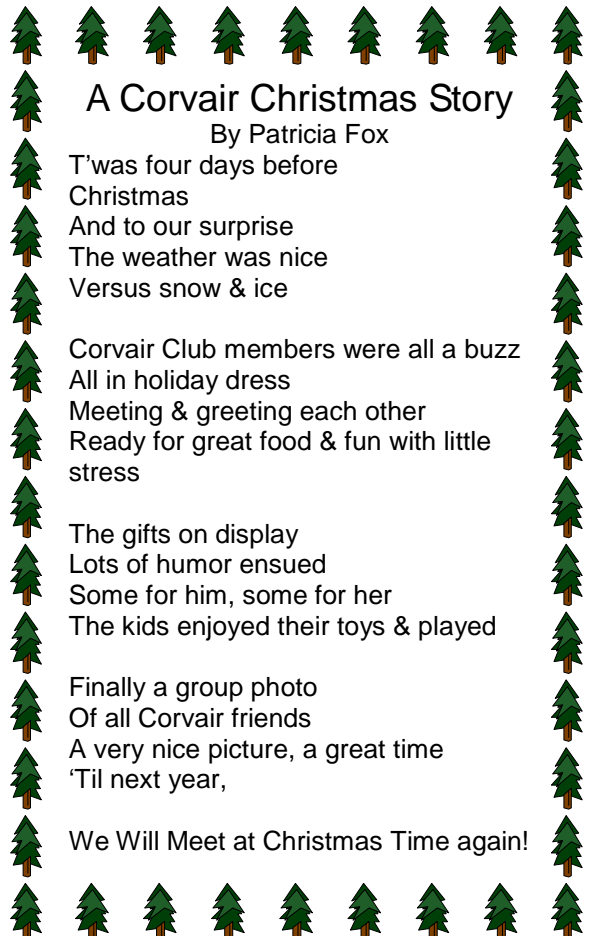 A Corvair Christmas Story
By Patricia Fox
T’was four days before
Christmas
And to our surprise
The weather was nice
Versus snow & ice

Corvair Club members were all a buzz
All in holiday dress
Meeting & greeting each other
Ready for great food & fun with little
stress

The gifts on display
Lots of humor ensued
Some for him, some for her
The kids enjoyed their toys & played

Finally a group photo
Of all Corvair friends
A very nice picture, a great time
‘Til next year,

We Will Meet at Christmas Time again!